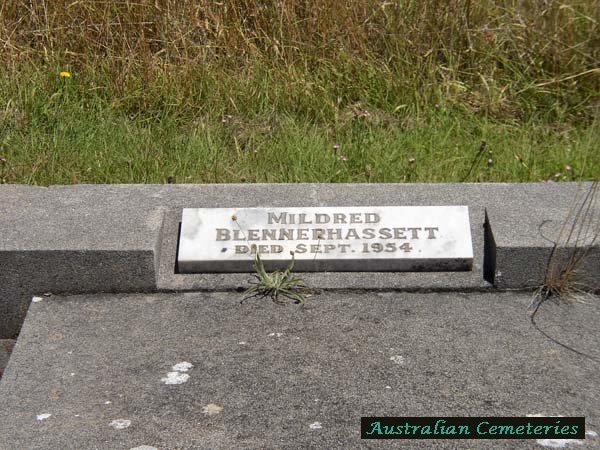 MILDRED
BLENNERHASSETT
DIED SEPT. 1954
Australian Cemeteries